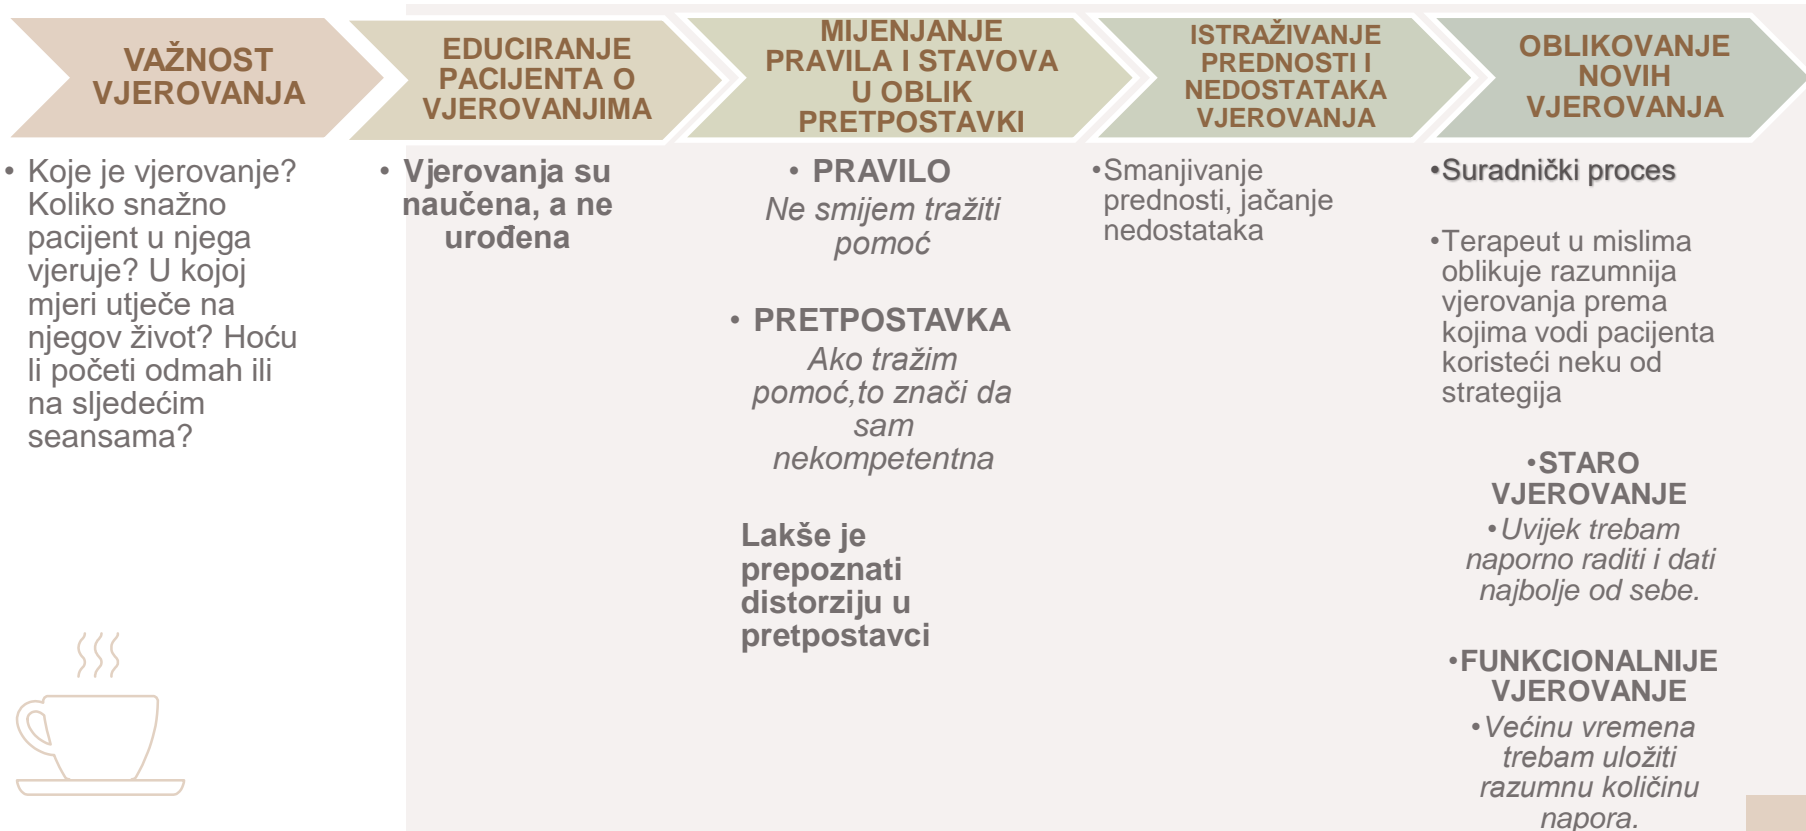 VAŽNOST
VJEROVANJA
• Koje je vjerovanje?
Koliko snažno
pacijent u njega
vjeruje? U kojoj
mjeri utječe na
njegov život? Hoću
li početi odmah ili
na sljedećim
seansama?
EDUCIRANJE
PACIJENTA O
VJEROVANJIMA
• Vjerovanja su
naučena, a ne
urođena
MIJENJANJE
PRAVILA I STAVOVA
U OBLIK
PRETPOSTAVKI
• PRAVILO
Ne smijem tražiti
pomoć
• PRETPOSTAVKA
Ako tražim
pomoć,to znači da
sam
nekompetentna
Lakše je
prepoznati
distorziju u
pretpostavci
ISTRAŽIVANJE
PREDNOSTI I
NEDOSTATAKA
VJEROVANJA
•Smanjivanje
prednosti, jačanje
nedostataka
OBLIKOVANJE
NOVIH
VJEROVANJA
•Suradnički proces
•Terapeut u mislima
oblikuje razumnija
vjerovanja prema
kojima vodi pacijenta
koristeći neku od
strategija
•STARO
VJEROVANJE
•Uvijek trebam
naporno raditi i dati
najbolje od sebe.
•FUNKCIONALNIJE
VJEROVANJE
•Većinu vremena
trebam uložiti
razumnu količinu
napora.